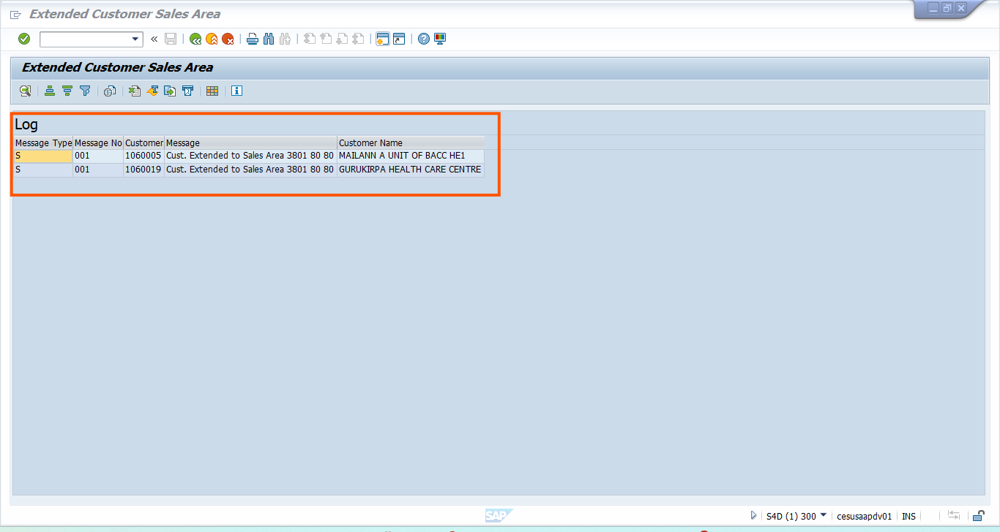 Extended Customer Sales Area
Extended Customer Sales Area
Log
Message Type Message No Customer Message Customer Name
S 001 1060005 Cust. Extended to Sales Area 3801 80 80 MAILANN A UNIT OF BACC HE1
S 001 1060019 Cust. Extended to Sales Area 3801 80 80 GURUKIRPA HEALTH CARE CENTRE
SAP S4D (1) 300 cesusaapdv01 INS